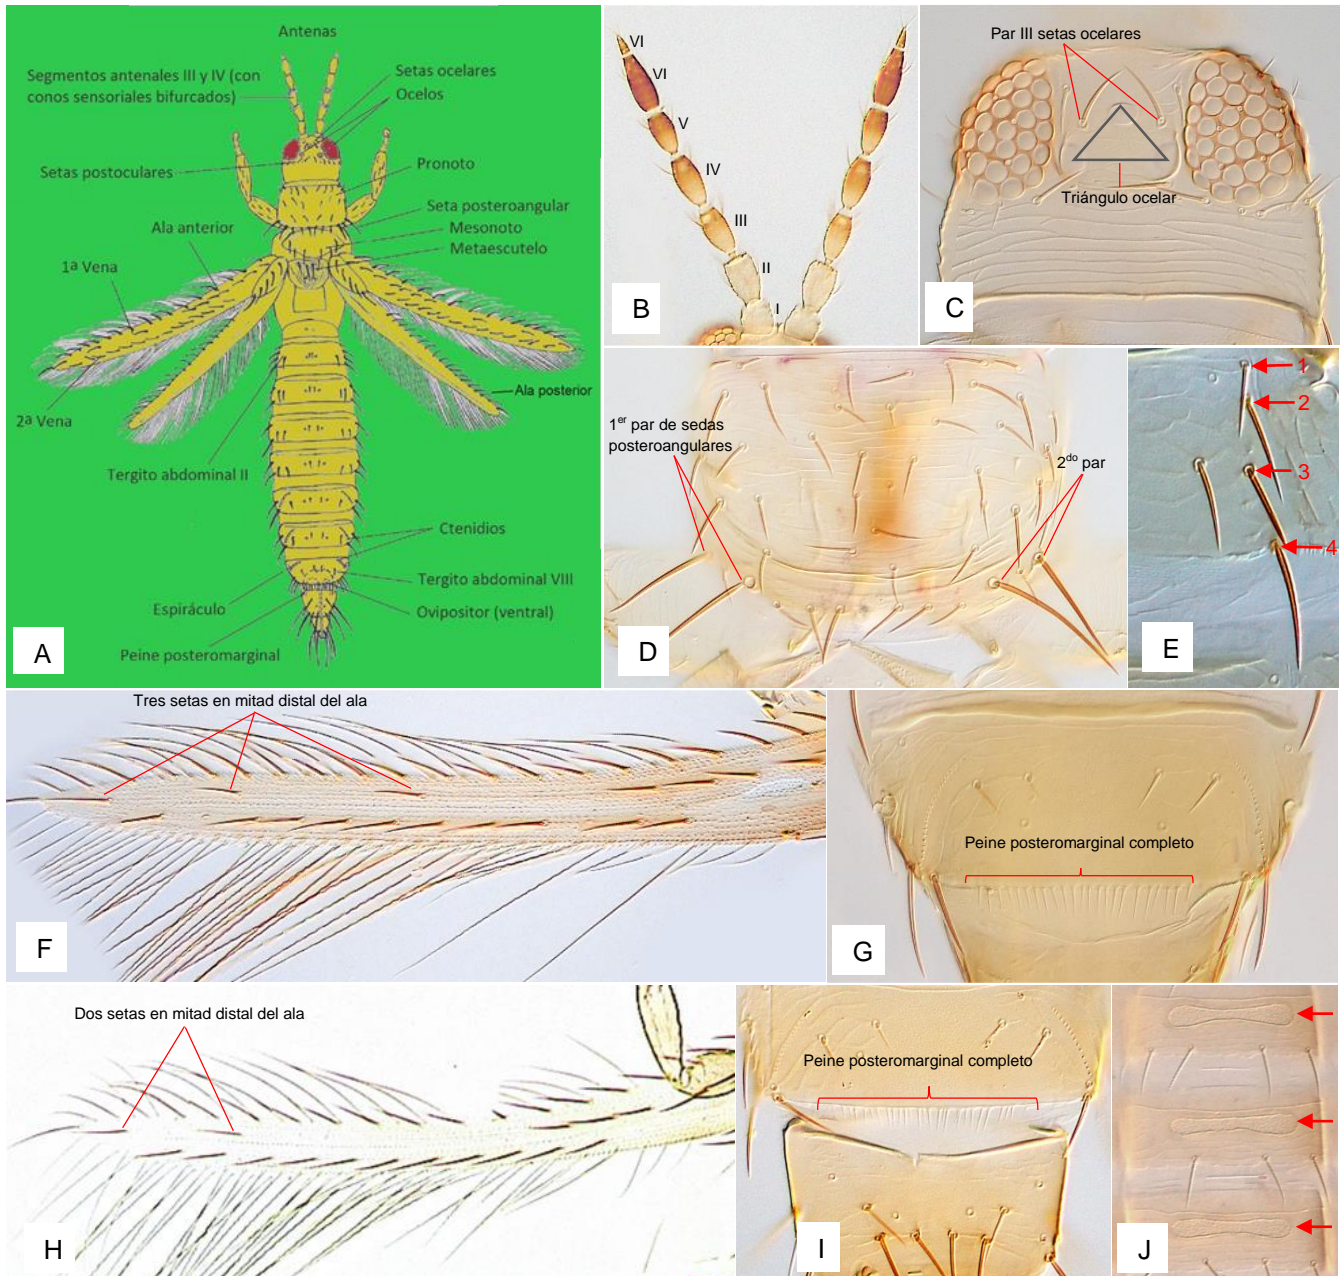 Antenas
Segmentos antenales III y IV (con
conos sensoriales bifurcados)
Setas ocelares
Ocelos
Setas postoculares
Pronoto
Seta posteroangular
Ala anterior
Mesonoto
Metaescutelo
1ª Vena
2ª Vena
Ala posterior
Tergito abdominal II
Ctenidios
Tergito abdominal VIII
Espiráculo
Ovipositor (ventral)
Peine posteromarginal
A
VI
VI
V
IV
III
II
I
B
Par III setas ocelares
Triángulo ocelar
C
1er par de sedas
posteroangulares
2do par
D
1
2
3
4
E
Tres setas en mitad distal del ala
F
Peine posteromarginal completo
G
Dos setas en mitad distal del ala
H
Peine posteromarginal completo
I
J